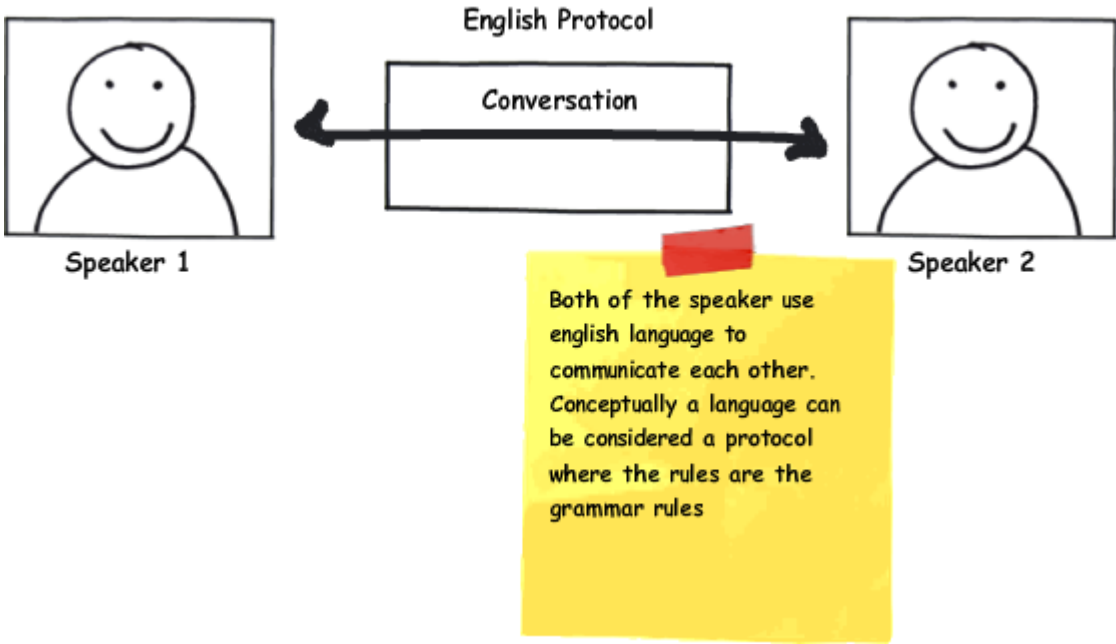 English Protocol
Conversation
Speaker 1
Speaker 2
Both of the speaker use
english language to
communicate each other.
Conceptually a language can
be considered a protocol
where the rules are the
grammar rules